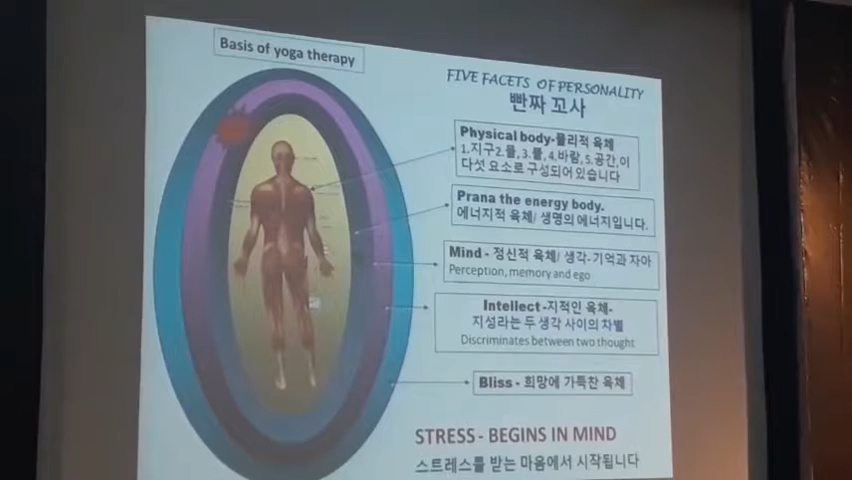 Basis of yoga therapy
FIVE FACETS OF PERSONALITY
빤짜 꼬사
Physical body-물리적 육체
1.지구2.물,3.불,4.바람,5.공간,이
다섯 요소로 구성되어있습니다
Prana the energy body.
에너지적 육체/ 생명의 에너지입니다.
Mind - 정신적 육체/ 생각-기억과 자아
Perception, memory and ego
Intellect-지적인 육체-
지성라는 두 생각 사이의 차별
Discriminates between two thought
Bliss - 희망에 가득찬 육체
STRESS - BEGINS IN MIND
스트레스를 받는 마음에서 시작됩니다